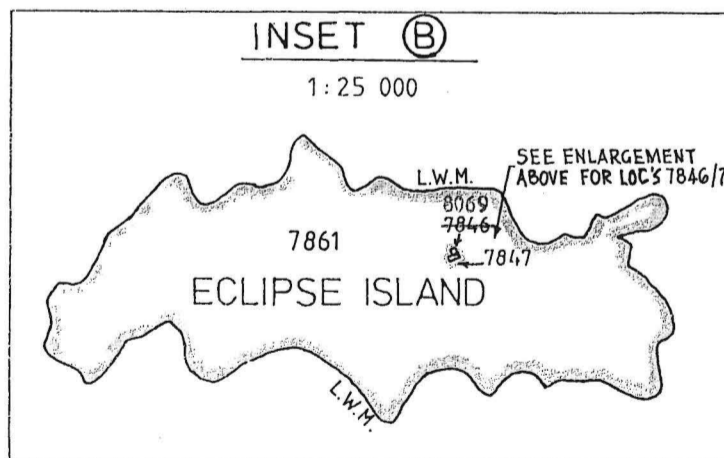 INSET B
1:25 000
SEE ENLARGEMENT
ABOVE FOR LOC'S 7846/7
L.W.M.
8069
7846
7861
7847
ECLIPSE ISLAND
L.W.M.